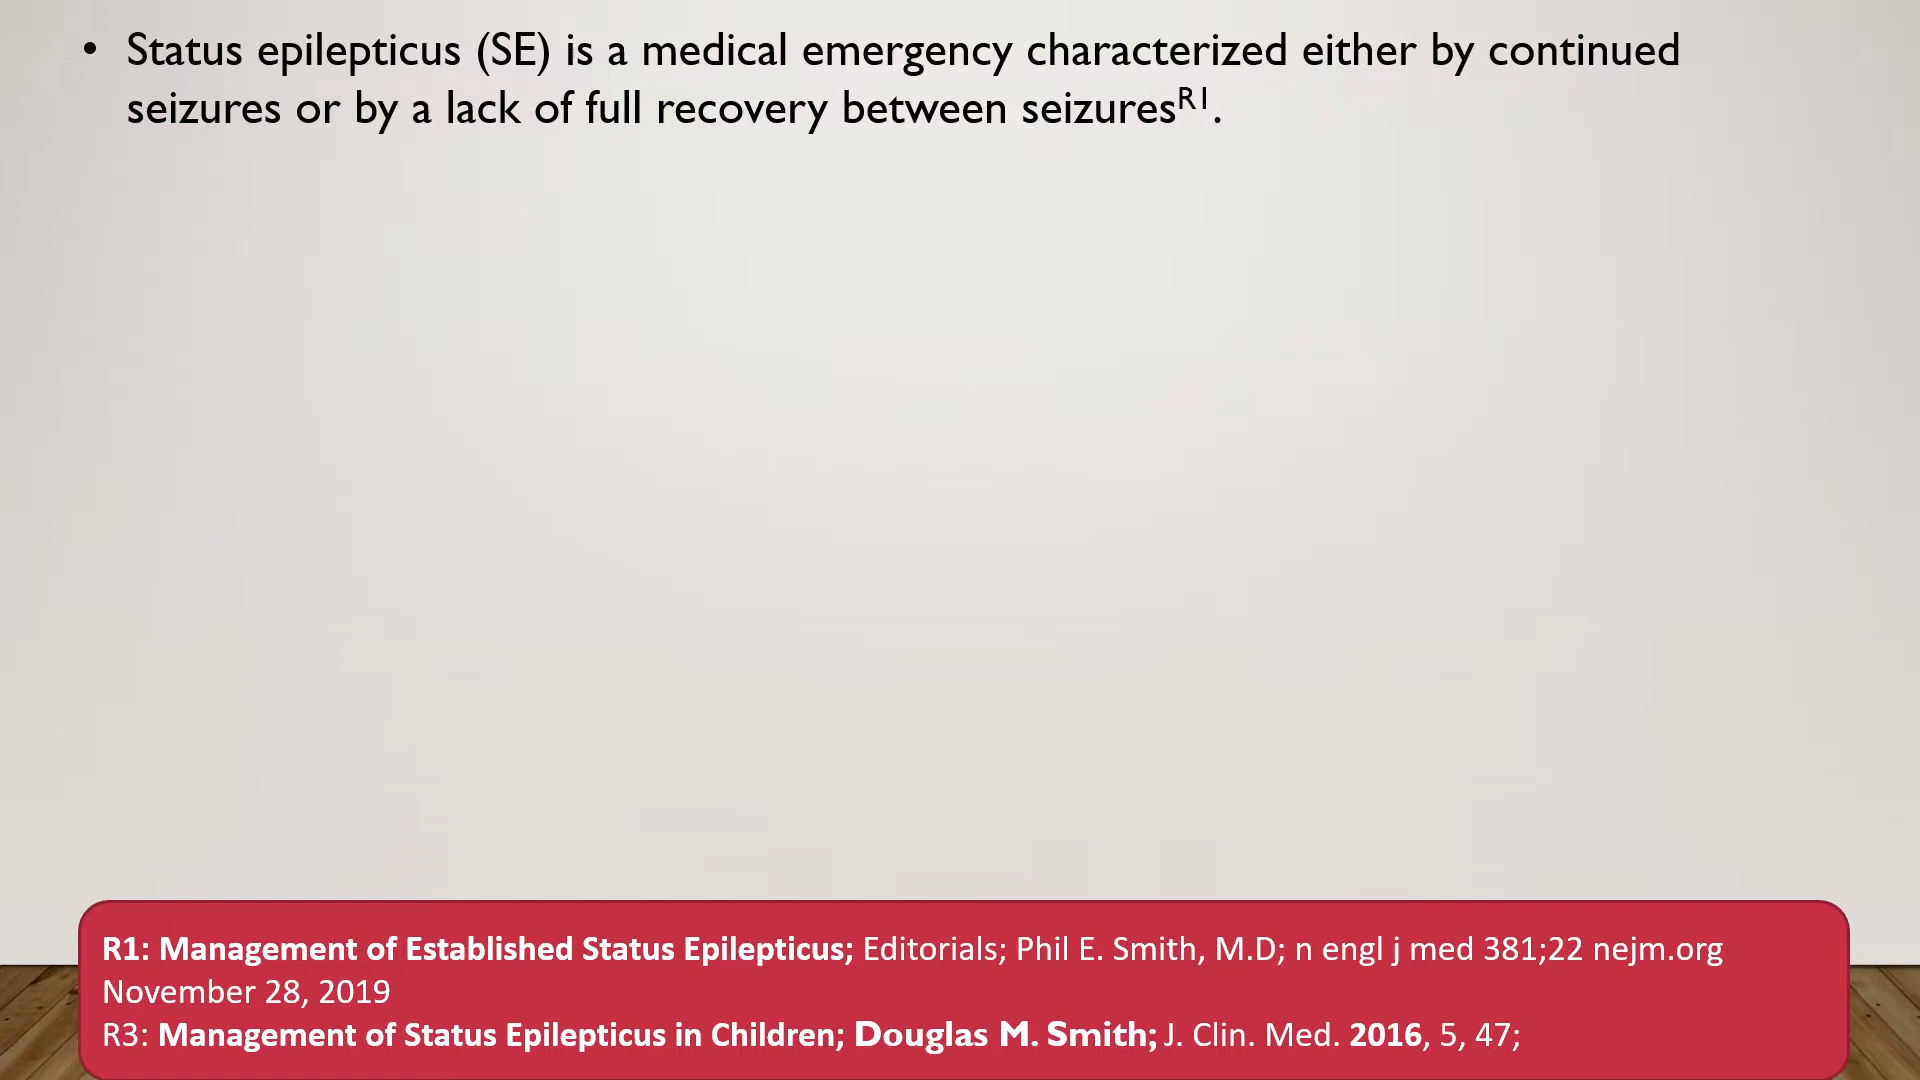 • Status epilepticus (SE) is a medical emergency characterized either by continued
seizures or by a lack of full recovery between seizuresR1.
R1: Management of Established Status Epilepticus; Editorials; Phil E. Smith, M.D; n engl j med 381;22 nejm.org
November 28, 2019
R3: Management of Status Epilepticus in Children; Douglas M. Smith; J. Clin. Med. 2016, 5, 47;